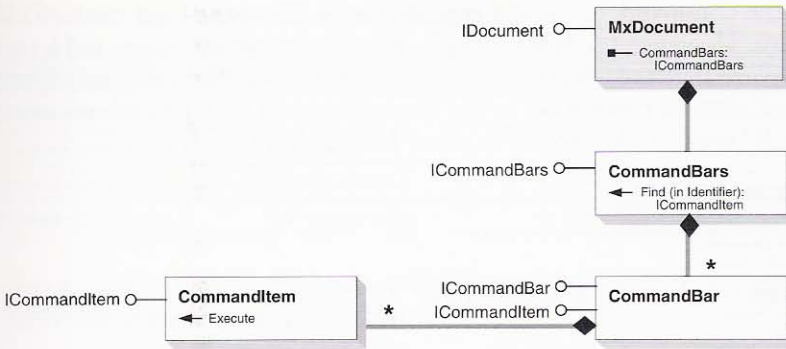 IDocument
MxDocument
CommandBars:
ICommandBars
ICommandBars
CommandBars
Find (in Identifier):
ICommandItem
*
ICommandItem
CommandItem
Execute
*
ICommandBar
ICommandItem
CommandBar